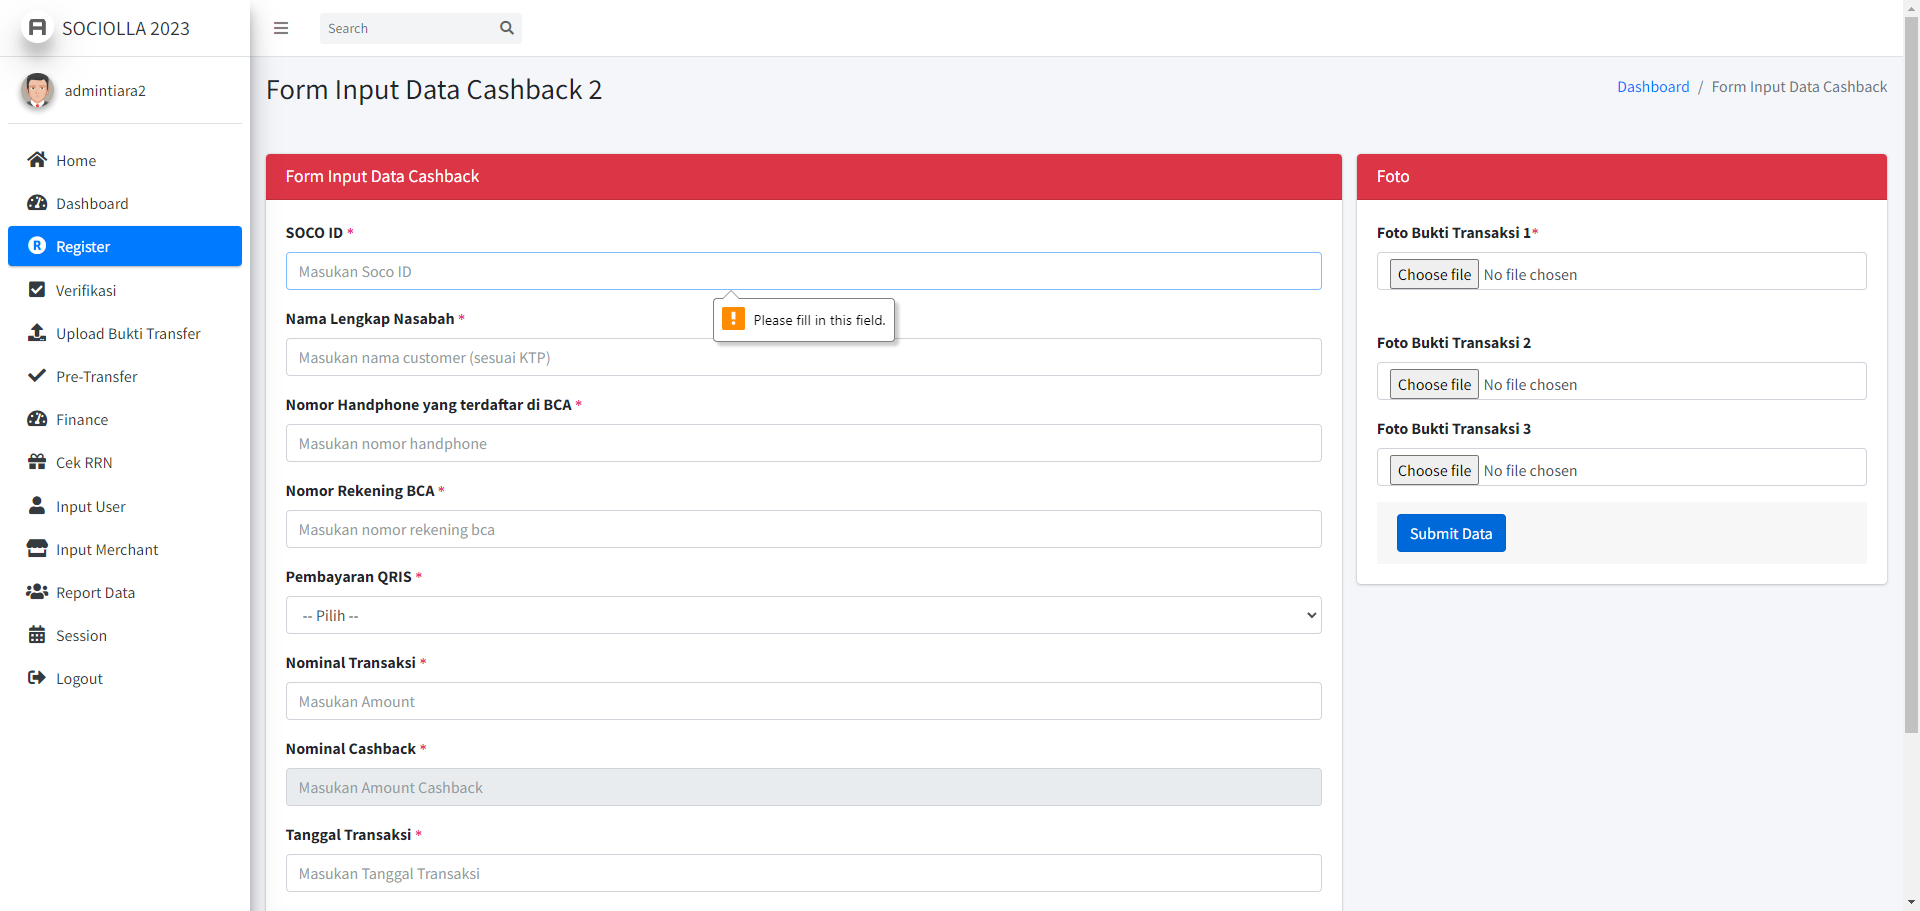 SOCIOLLA 2023
Search
admintiara2
Home
Dashboard
Register
Verifikasi
Upload Bukti Transfer
Pre-Transfer
Finance
Cek RRN
Input User
Input Merchant
Report Data
Session
Logout
Form Input Data Cashback 2
Dashboard / Form Input Data Cashback
Form Input Data Cashback
SOCO ID *
Masukan Soco ID
Please fill in this field.
Nama Lengkap Nasabah *
Masukan nama customer (sesuai KTP)
Nomor Handphone yang terdaftar di BCA *
Masukan nomor handphone
Nomor Rekening BCA *
Masukan nomor rekening bca
Pembayaran QRIS *
-- Pilih --
Nominal Transaksi *
Masukan Amount
Nominal Cashback *
Masukan Amount Cashback
Tanggal Transaksi *
Masukan Tanggal Transaksi
Foto
Foto Bukti Transaksi 1*
Choose file No file chosen
Foto Bukti Transaksi 2
Choose file No file chosen
Foto Bukti Transaksi 3
Choose file No file chosen
Submit Data